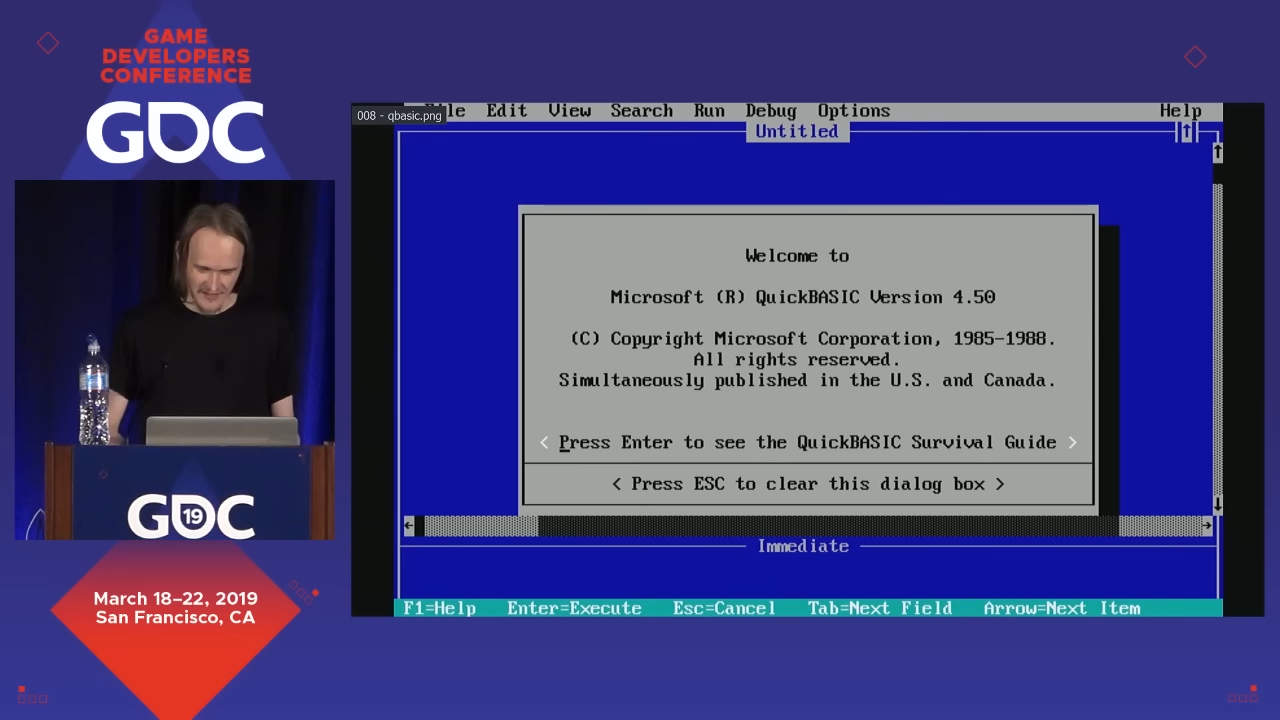 GAME
DEVELOPERS
CONFERENCE
GDC
008 - qbasic.png
File Edit View Search Run Debug Options Help
Untitled
Welcome to
Microsoft (R) QuickBASIC Version 4.50
(C) Copyright Microsoft Corporation, 1985-1988.
All rights reserved.
Simultaneously published in the U.S. and Canada.
< Press Enter to see the QuickBASIC Survival Guide >
< Press ESC to clear this dialog box >
Immediate
F1=Help Enter=Execute Esc=Cancel Tab=Next Field Arrow=Next Item
GDC
19
March 18–22, 2019
San Francisco, CA